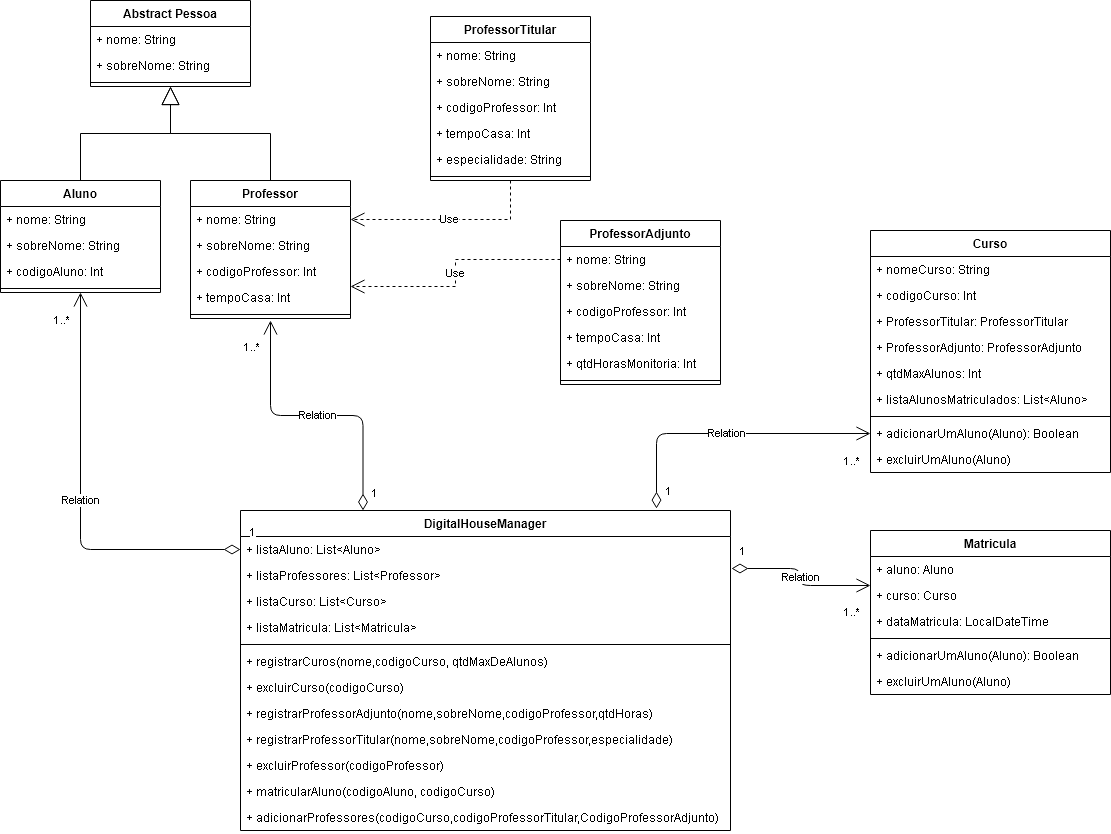 Abstract Pessoa
+ nome: String
+ sobreNome: String
ProfessorTitular
+ nome: String
+ sobreNome: String
+ codigoProfessor: Int
+ tempoCasa: Int
+ especialidade: String
Aluno
+ nome: String
+ sobreNome: String
+ codigoAluno: Int
Professor
+ nome: String
+ sobreNome: String
+ codigoProfessor: Int
+ tempoCasa: Int
Use
Use
ProfessorAdjunto
+ nome: String
+ sobreNome: String
+ codigoProfessor: Int
+ tempoCasa: Int
+ qtdHorasMonitoria: Int
Curso
+ nomeCurso: String
+ codigoCurso: Int
+ ProfessorTitular: ProfessorTitular
+ ProfessorAdjunto: ProfessorAdjunto
+ qtdMaxAlunos: Int
+ listaAlunosMatriculados: List<Aluno>
+ adicionarUmAluno(Aluno): Boolean
+ excluirUmAluno(Aluno)
1..*
1..*
Relation
Relation
1..*
Relation
1
1
DigitalHouseManager
1
+ listaAluno: List<Aluno>
+ listaProfessores: List<Professor>
+ listaCurso: List<Curso>
+ listaMatricula: List<Matricula>
+ registrarCuros(nome,codigoCurso, qtdMaxDeAlunos)
+ excluirCurso(codigoCurso)
+ registrarProfessorAdjunto(nome,sobreNome,codigoProfessor,qtdHoras)
+ registrarProfessorTitular(nome,sobreNome,codigoProfessor,especialidade)
+ excluirProfessor(codigoProfessor)
+ matricularAluno(codigoAluno, codigoCurso)
+ adicionarProfessores(codigoCurso,codigoProfessorTitular,CodigoProfessorAdjunto)
1
Relation
1..*
Matricula
+ aluno: Aluno
+ curso: Curso
+ dataMatricula: LocalDateTime
+ adicionarUmAluno(Aluno): Boolean
+ excluirUmAluno(Aluno)